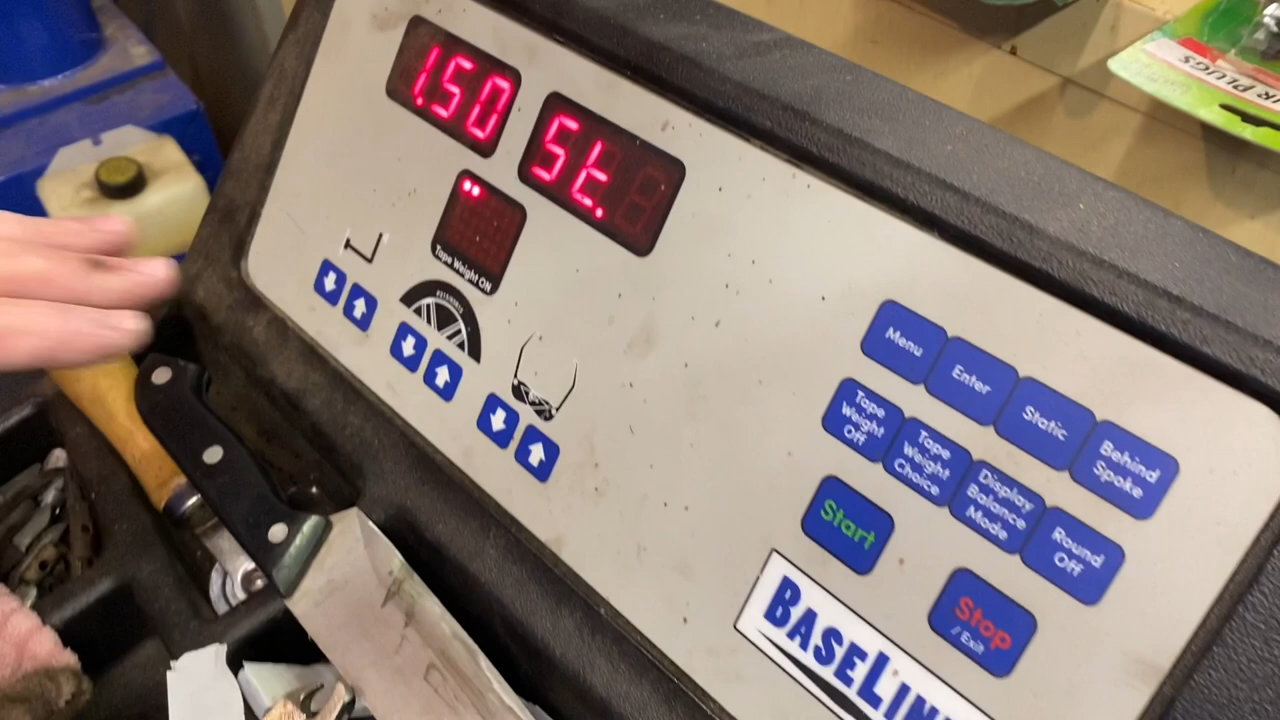 1.50
St.
Tape Weight ON
Menu
Enter
Static
Behind
Spoke
Tape
Weight
Off
Tape
Weight
Choice
Display
Balance
Mode
Round
Off
Start
Stop
// Exit
BASELIN
R PLUGS